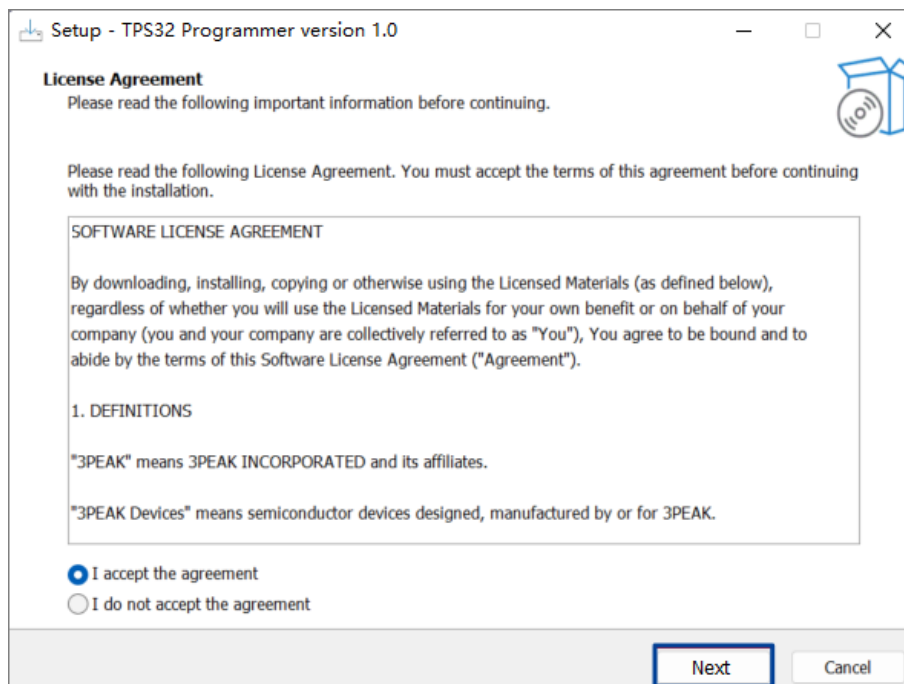 Setup - TPS32 Programmer version 1.0
License Agreement
Please read the following important information before continuing.
Please read the following License Agreement. You must accept the terms of this agreement before continuing
with the installation.
SOFTWARE LICENSE AGREEMENT
By downloading, installing, copying or otherwise using the Licensed Materials (as defined below),
regardless of whether you will use the Licensed Materials for your own benefit or on behalf of your
company (you and your company are collectively referred to as "You"), You agree to be bound and to
abide by the terms of this Software License Agreement ("Agreement").
1. DEFINITIONS
"3PEAK" means 3PEAK INCORPORATED and its affiliates.
"3PEAK Devices" means semiconductor devices designed, manufactured by or for 3PEAK.
I accept the agreement
I do not accept the agreement
Next
Cancel